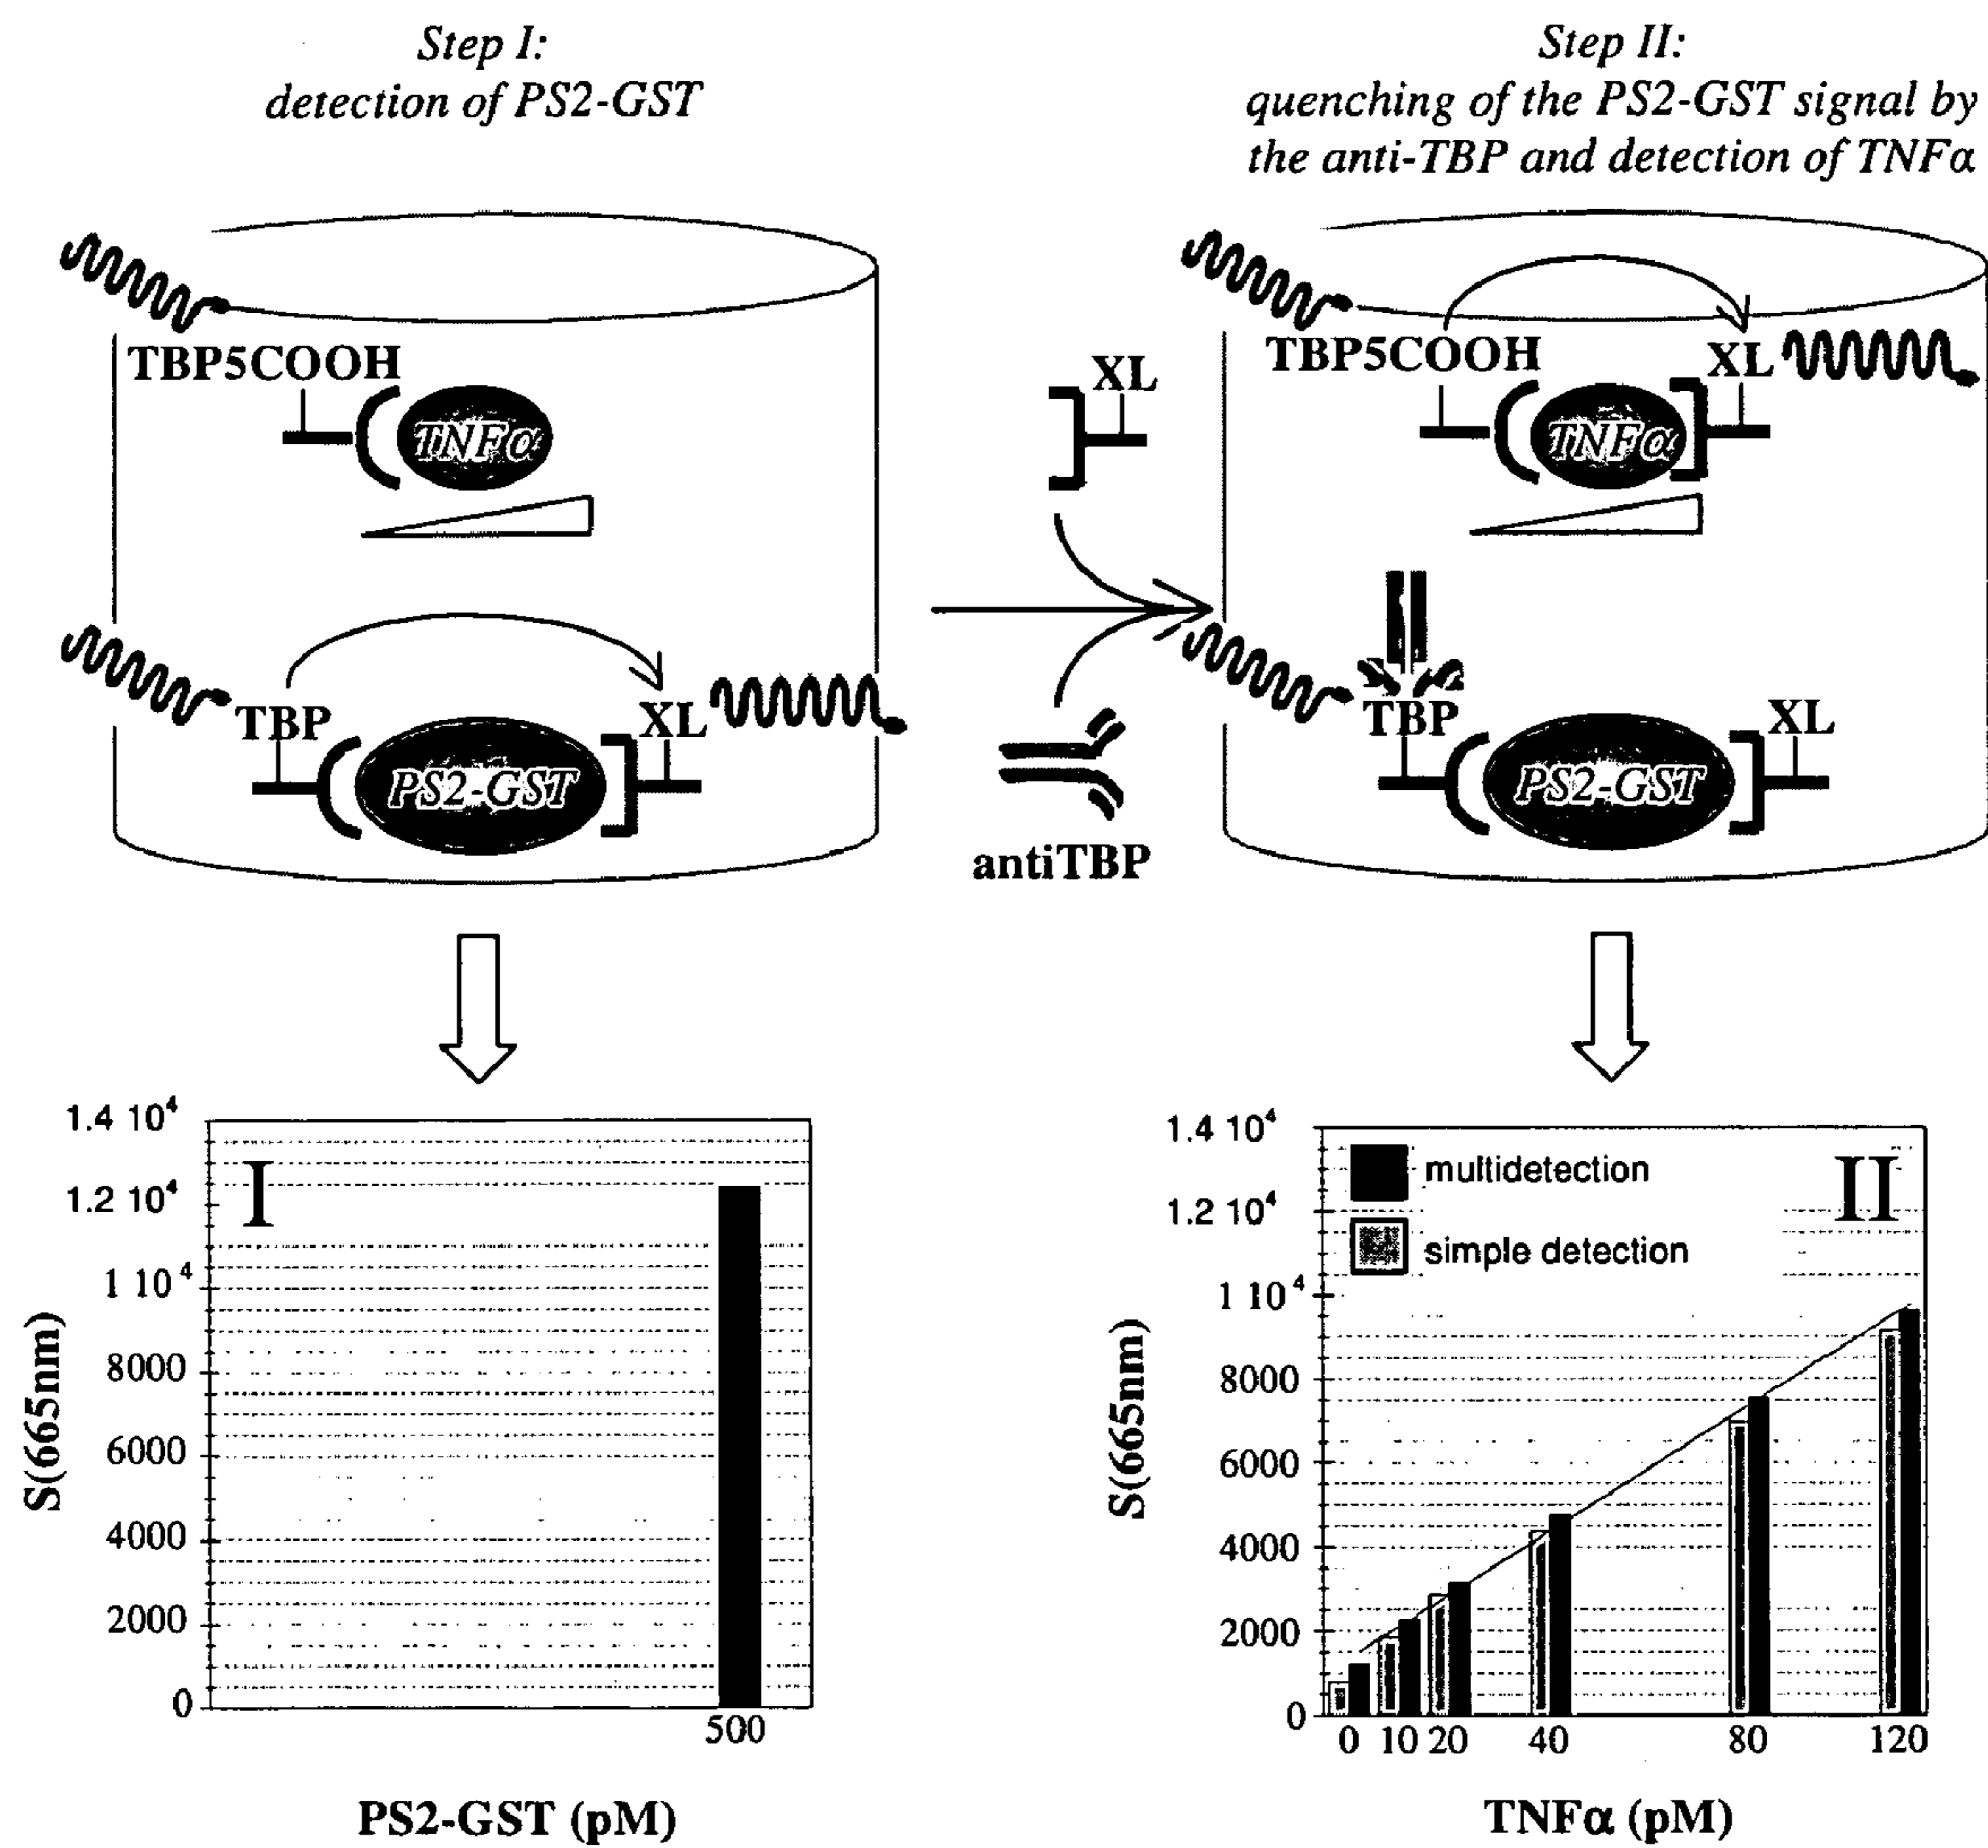 Step I:
detection of PS2-GST
Step II:
quenching of the PS2-GST signal by
the anti-TBP and detection of TNFα
TBP5COOH
TNFα
TBP
XL
PS2-GST
XL
antiTBP
TBP5COOH
XL
TNFα
TBP
XL
PS2-GST
I
1.4 10⁴
1.2 10⁴
1 10⁴
8000
6000
4000
2000
0
S(665nm)
500
PS2-GST (pM)
II
multidetection
simple detection
1.4 10⁴
1.2 10⁴
1 10⁴
8000
6000
4000
2000
0
S(665nm)
0 10 20 40 80 120
TNFα (pM)